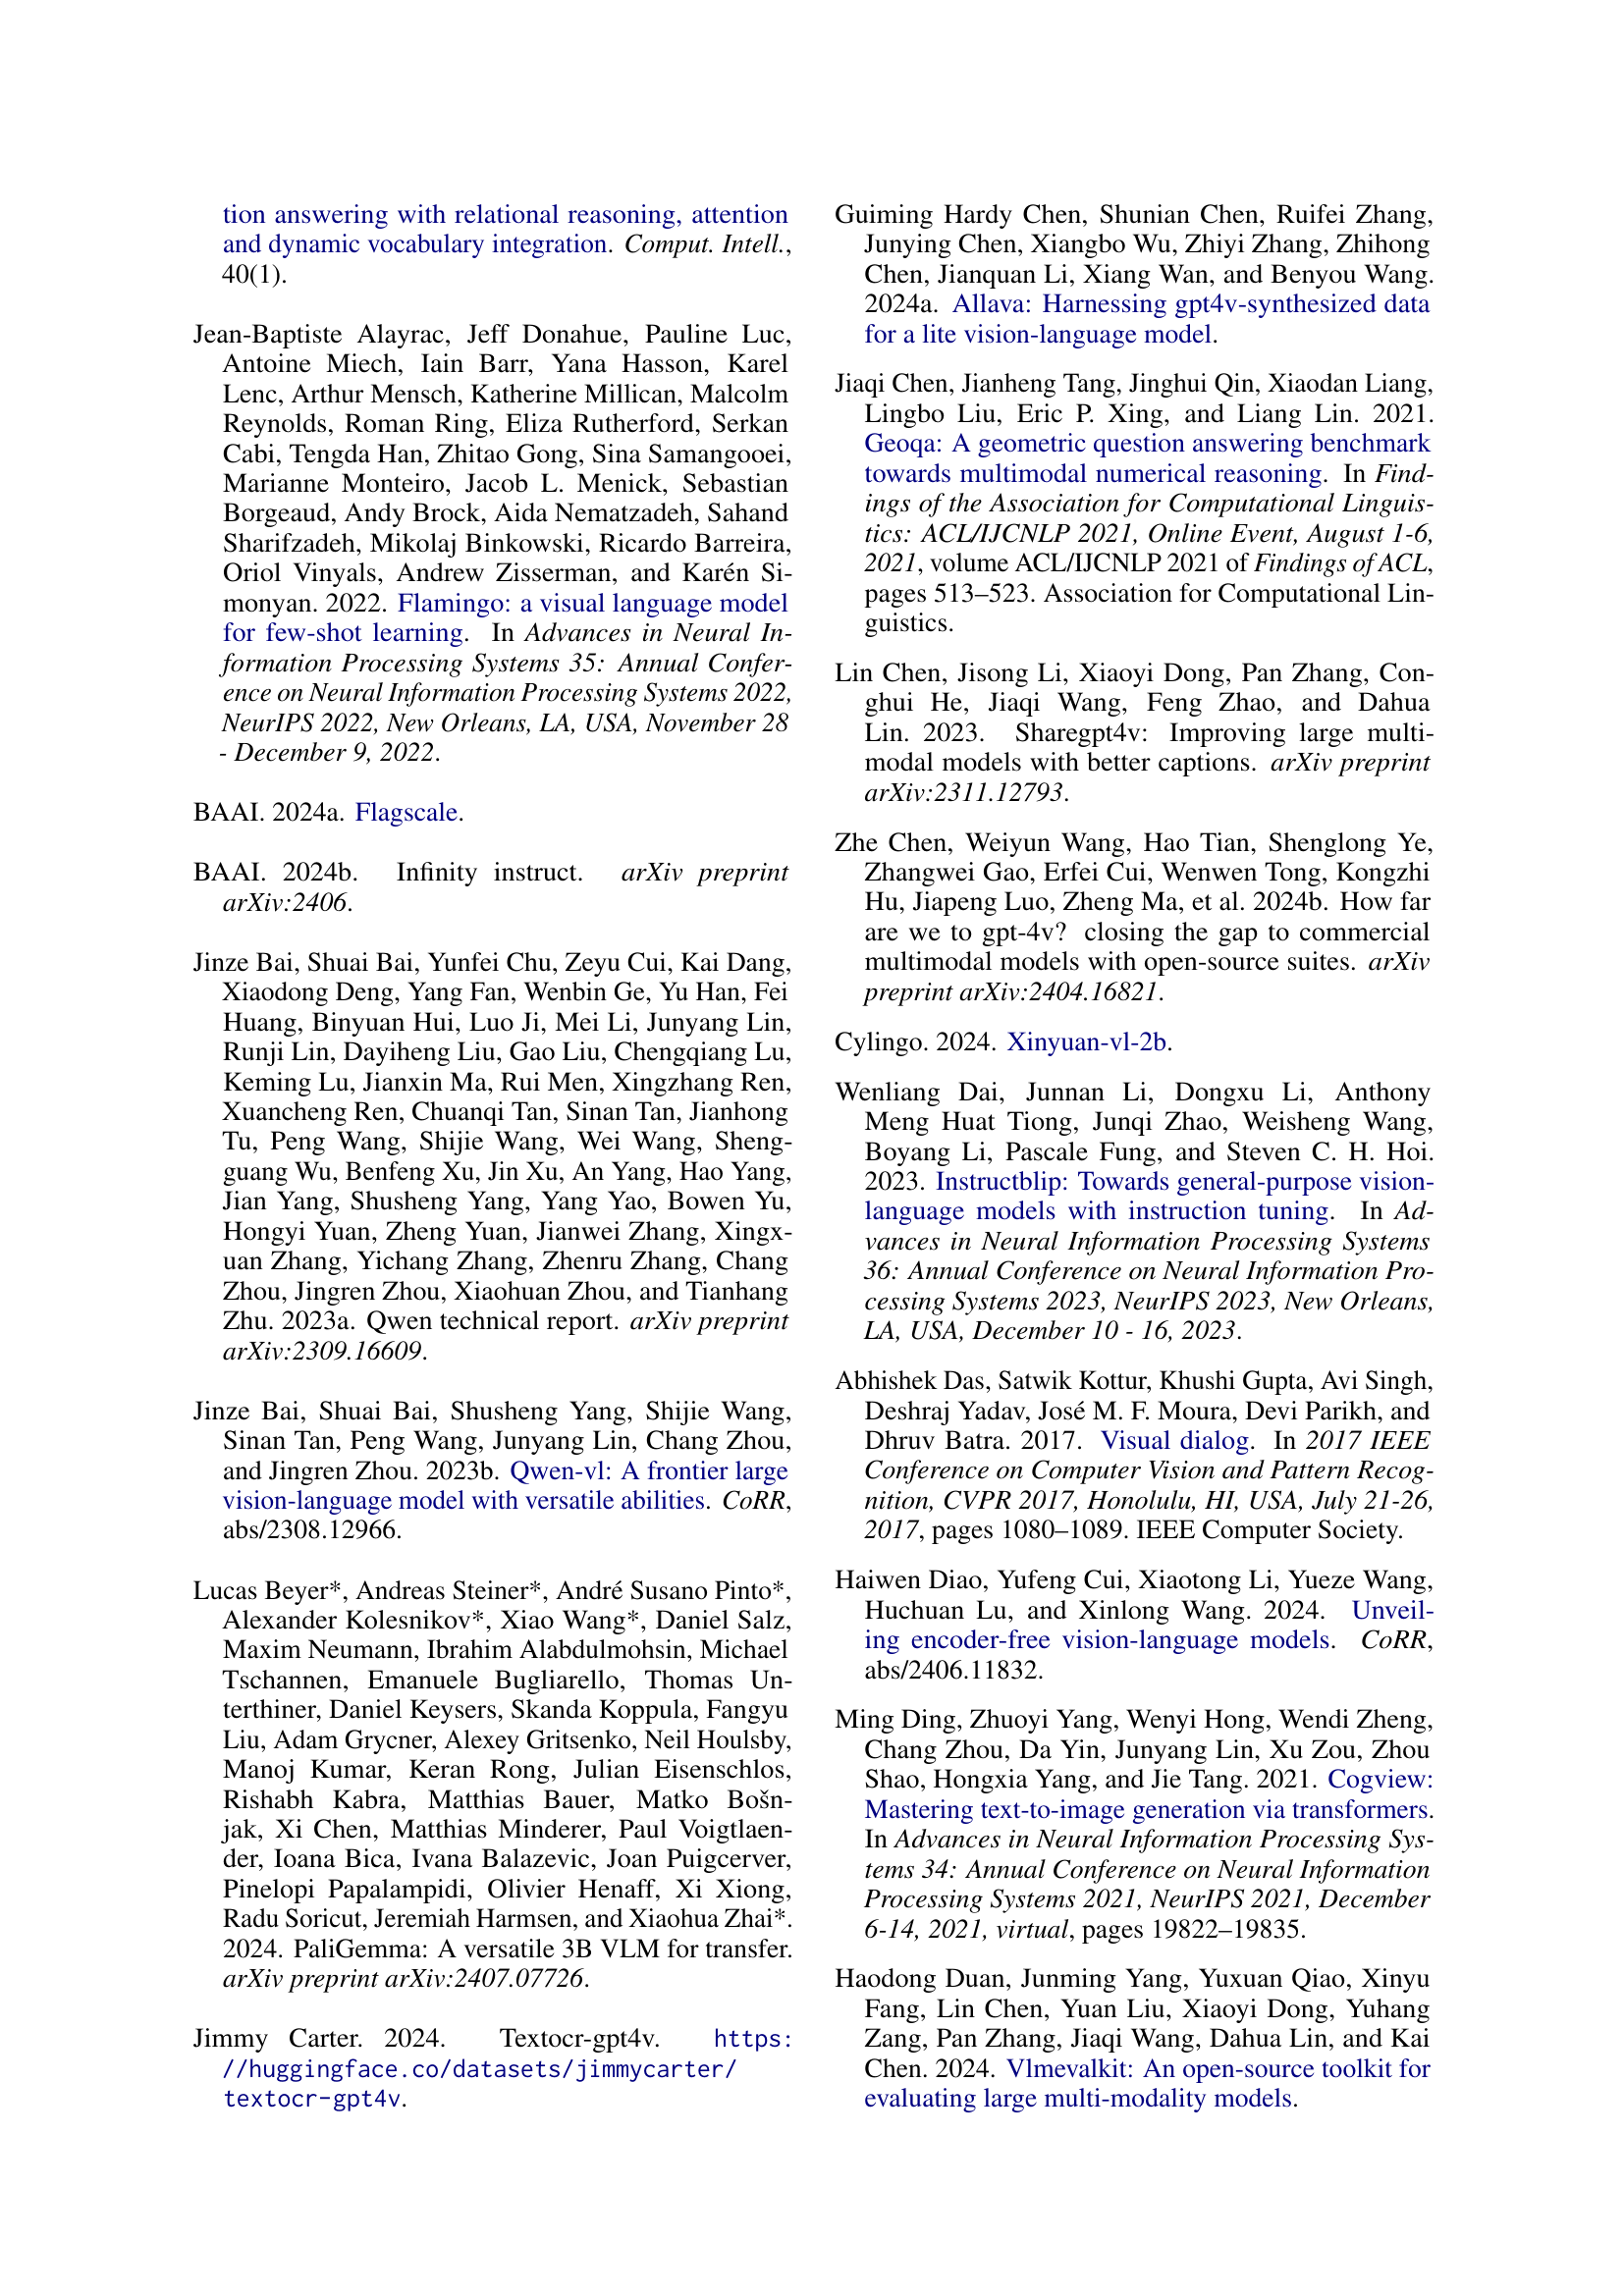 tion answering with relational reasoning, attention
and dynamic vocabulary integration. Comput. Intell.,
40(1).
Jean-Baptiste Alayrac, Jeff Donahue, Pauline Luc,
Antoine Miech, Iain Barr, Yana Hasson, Karel
Lenc, Arthur Mensch, Katherine Millican, Malcolm
Reynolds, Roman Ring, Eliza Rutherford, Serkan
Cabi, Tengda Han, Zhitao Gong, Sina Samangooei,
Marianne Monteiro, Jacob L. Menick, Sebastian
Borgeaud, Andy Brock, Aida Nematzadeh, Sahand
Sharifzadeh, Mikolaj Binkowski, Ricardo Barreira,
Oriol Vinyals, Andrew Zisserman, and Karén Si-
monyan. 2022. Flamingo: a visual language model
for few-shot learning. In Advances in Neural In-
formation Processing Systems 35: Annual Confer-
ence on Neural Information Processing Systems 2022,
NeurIPS 2022, New Orleans, LA, USA, November 28
- December 9, 2022.
BAAI. 2024a. Flagscale.
BAAI. 2024b. Infinity instruct. arXiv preprint
arXiv:2406.
Jinze Bai, Shuai Bai, Yunfei Chu, Zeyu Cui, Kai Dang,
Xiaodong Deng, Yang Fan, Wenbin Ge, Yu Han, Fei
Huang, Binyuan Hui, Luo Ji, Mei Li, Junyang Lin,
Runji Lin, Dayiheng Liu, Gao Liu, Chengqiang Lu,
Keming Lu, Jianxin Ma, Rui Men, Xingzhang Ren,
Xuancheng Ren, Chuanqi Tan, Sinan Tan, Jianhong
Tu, Peng Wang, Shijie Wang, Wei Wang, Sheng-
guang Wu, Benfeng Xu, Jin Xu, An Yang, Hao Yang,
Jian Yang, Shusheng Yang, Yang Yao, Bowen Yu,
Hongyi Yuan, Zheng Yuan, Jianwei Zhang, Xingx-
uan Zhang, Yichang Zhang, Zhenru Zhang, Chang
Zhou, Jingren Zhou, Xiaohuan Zhou, and Tianhang
Zhu. 2023a. Qwen technical report. arXiv preprint
arXiv:2309.16609.
Jinze Bai, Shuai Bai, Shusheng Yang, Shijie Wang,
Sinan Tan, Peng Wang, Junyang Lin, Chang Zhou,
and Jingren Zhou. 2023b. Qwen-vl: A frontier large
vision-language model with versatile abilities. CoRR,
abs/2308.12966.
Lucas Beyer*, Andreas Steiner*, André Susano Pinto*,
Alexander Kolesnikov*, Xiao Wang*, Daniel Salz,
Maxim Neumann, Ibrahim Alabdulmohsin, Michael
Tschannen, Emanuele Bugliarello, Thomas Un-
terthiner, Daniel Keysers, Skanda Koppula, Fangyu
Liu, Adam Grycner, Alexey Gritsenko, Neil Houlsby,
Manoj Kumar, Keran Rong, Julian Eisenschlos,
Rishabh Kabra, Matthias Bauer, Matko Bošn-
jak, Xi Chen, Matthias Minderer, Paul Voigtlaen-
der, Ioana Bica, Ivana Balazevic, Joan Puigcerver,
Pinelopi Papalampidi, Olivier Henaff, Xi Xiong,
Radu Soricut, Jeremiah Harmsen, and Xiaohua Zhai*.
2024. PaliGemma: A versatile 3B VLM for transfer.
arXiv preprint arXiv:2407.07726.
Jimmy Carter. 2024. Textocr-gpt4v. https:
//huggingface.co/datasets/jimmycarter/
textocr-gpt4v.
Guiming Hardy Chen, Shunian Chen, Ruifei Zhang,
Junying Chen, Xiangbo Wu, Zhiyi Zhang, Zhihong
Chen, Jianquan Li, Xiang Wan, and Benyou Wang.
2024a. Allava: Harnessing gpt4v-synthesized data
for a lite vision-language model.
Jiaqi Chen, Jianheng Tang, Jinghui Qin, Xiaodan Liang,
Lingbo Liu, Eric P. Xing, and Liang Lin. 2021.
Geoqa: A geometric question answering benchmark
towards multimodal numerical reasoning. In Find-
ings of the Association for Computational Linguis-
tics: ACL/IJCNLP 2021, Online Event, August 1-6,
2021, volume ACL/IJCNLP 2021 of Findings of ACL,
pages 513–523. Association for Computational Lin-
guistics.
Lin Chen, Jisong Li, Xiaoyi Dong, Pan Zhang, Con-
ghui He, Jiaqi Wang, Feng Zhao, and Dahua
Lin. 2023. Sharegpt4v: Improving large multi-
modal models with better captions. arXiv preprint
arXiv:2311.12793.
Zhe Chen, Weiyun Wang, Hao Tian, Shenglong Ye,
Zhangwei Gao, Erfei Cui, Wenwen Tong, Kongzhi
Hu, Jiapeng Luo, Zheng Ma, et al. 2024b. How far
are we to gpt-4v? closing the gap to commercial
multimodal models with open-source suites. arXiv
preprint arXiv:2404.16821.
Cylingo. 2024. Xinyuan-vl-2b.
Wenliang Dai, Junnan Li, Dongxu Li, Anthony
Meng Huat Tiong, Junqi Zhao, Weisheng Wang,
Boyang Li, Pascale Fung, and Steven C. H. Hoi.
2023. Instructblip: Towards general-purpose vision-
language models with instruction tuning. In Ad-
vances in Neural Information Processing Systems
36: Annual Conference on Neural Information Pro-
cessing Systems 2023, NeurIPS 2023, New Orleans,
LA, USA, December 10 - 16, 2023.
Abhishek Das, Satwik Kottur, Khushi Gupta, Avi Singh,
Deshraj Yadav, José M. F. Moura, Devi Parikh, and
Dhruv Batra. 2017. Visual dialog. In 2017 IEEE
Conference on Computer Vision and Pattern Recog-
nition, CVPR 2017, Honolulu, HI, USA, July 21-26,
2017, pages 1080–1089. IEEE Computer Society.
Haiwen Diao, Yufeng Cui, Xiaotong Li, Yueze Wang,
Huchuan Lu, and Xinlong Wang. 2024. Unveil-
ing encoder-free vision-language models. CoRR,
abs/2406.11832.
Ming Ding, Zhuoyi Yang, Wenyi Hong, Wendi Zheng,
Chang Zhou, Da Yin, Junyang Lin, Xu Zou, Zhou
Shao, Hongxia Yang, and Jie Tang. 2021. Cogview:
Mastering text-to-image generation via transformers.
In Advances in Neural Information Processing Sys-
tems 34: Annual Conference on Neural Information
Processing Systems 2021, NeurIPS 2021, December
6-14, 2021, virtual, pages 19822–19835.
Haodong Duan, Junming Yang, Yuxuan Qiao, Xinyu
Fang, Lin Chen, Yuan Liu, Xiaoyi Dong, Yuhang
Zang, Pan Zhang, Jiaqi Wang, Dahua Lin, and Kai
Chen. 2024. Vlmevalkit: An open-source toolkit for
evaluating large multi-modality models.